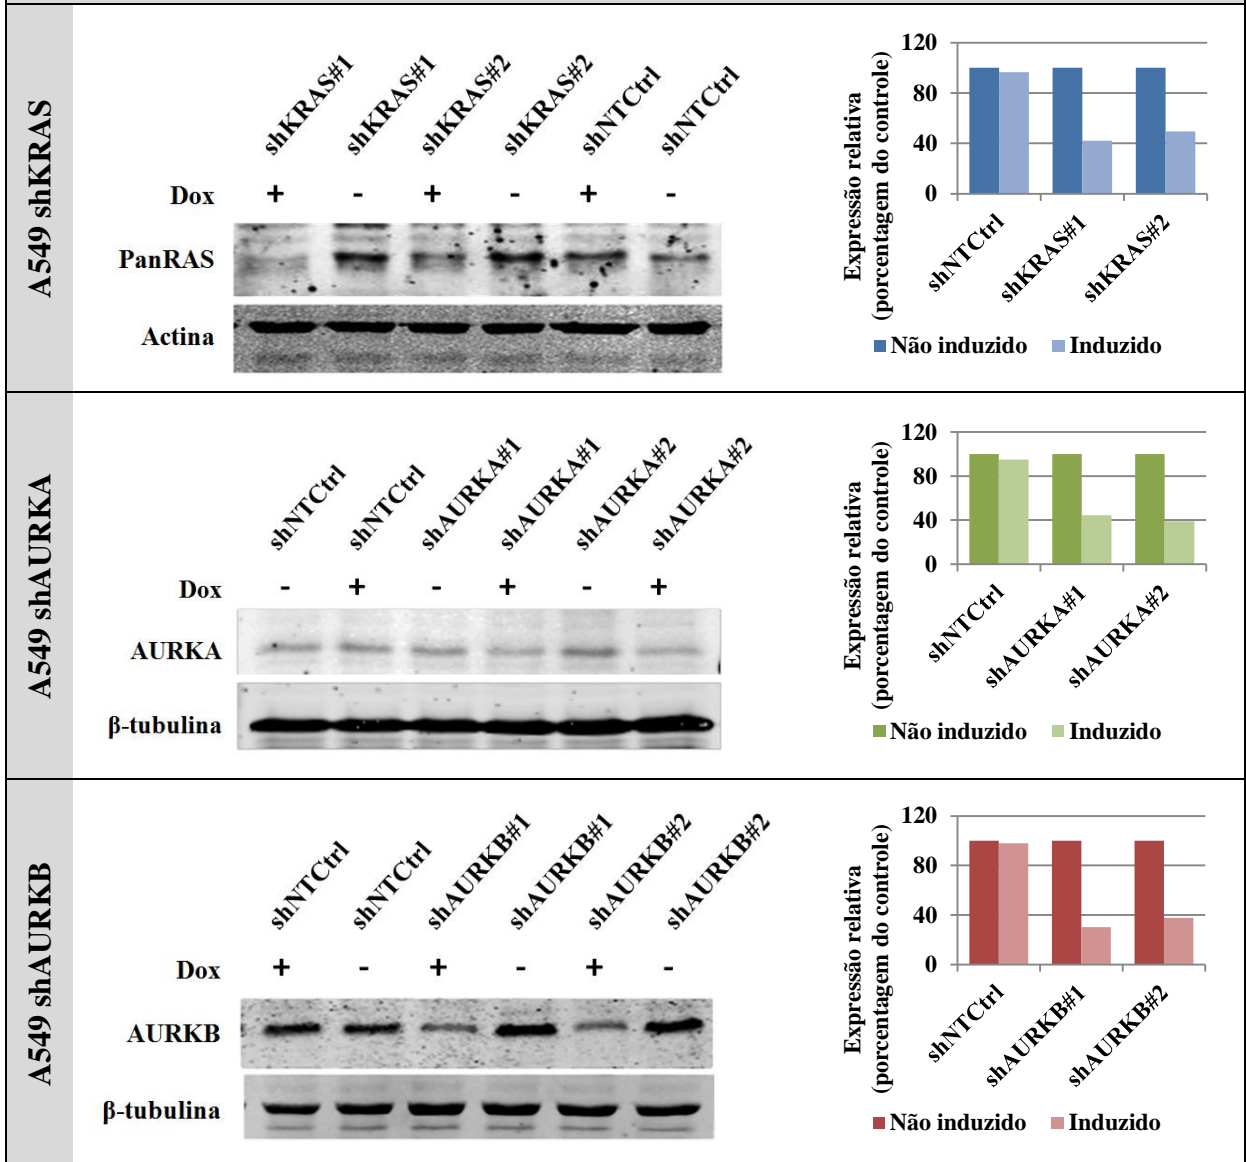 A549 shKRAS
shKRAS#1 shKRAS#1 shKRAS#2 shKRAS#2 shNTCtrl shNTCtrl
Dox + - + - + -
PanRAS
Actina
Expressão relativa
(porcentagem do controle)
120
80
40
0
shNTCtrl shKRAS#1 shKRAS#2
Não induzido Induzido
A549 shAURKA
shNTCtrl shNTCtrl shAURKA#1 shAURKA#1 shAURKA#2 shAURKA#2
Dox - + - + - +
AURKA
β-tubulina
Expressão relativa
(porcentagem do controle)
120
80
40
0
shNTCtrl shAURKA#1 shAURKA#2
Não induzido Induzido
A549 shAURKB
shNTCtrl shNTCtrl shAURKB#1 shAURKB#1 shAURKB#2 shAURKB#2
Dox + - + - + -
AURKB
β-tubulina
Expressão relativa
(porcentagem do controle)
120
80
40
0
shNTCtrl shAURKB#1 shAURKB#2
Não induzido Induzido